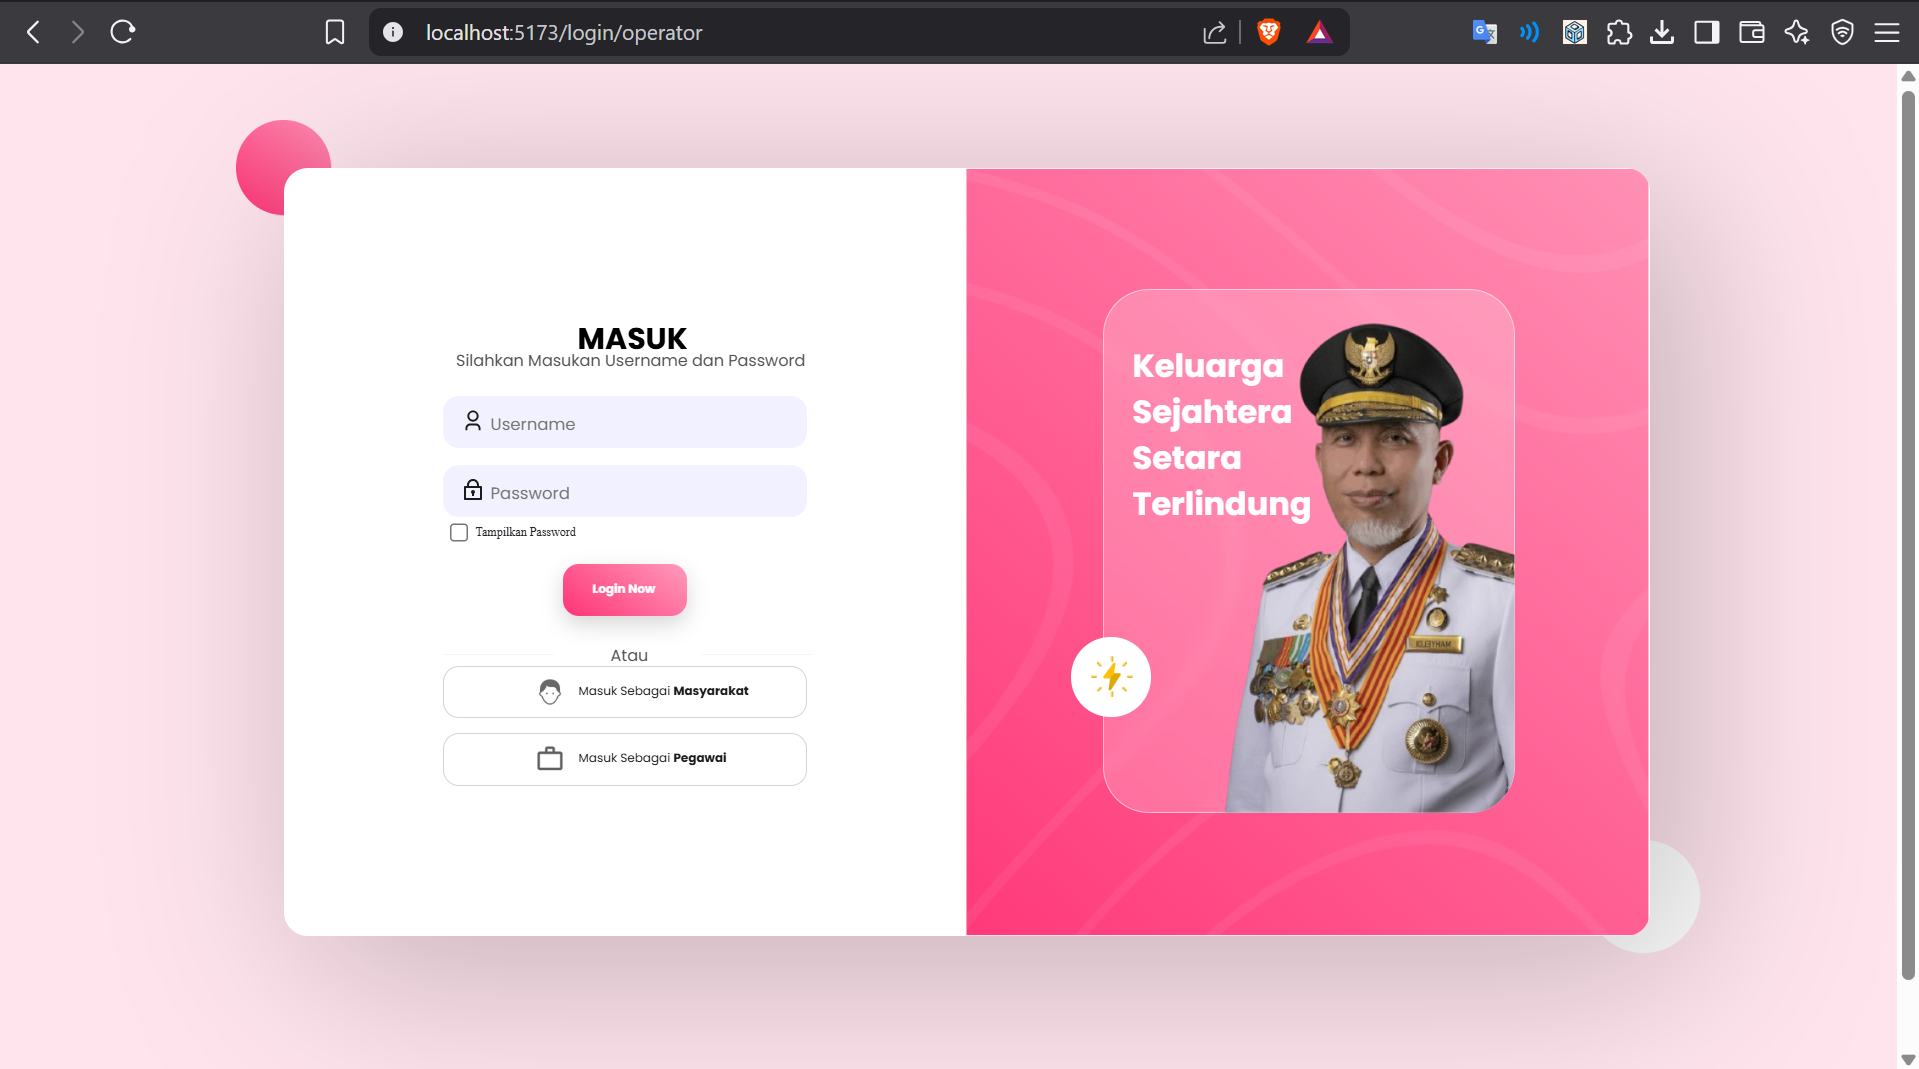 localhost:5173/login/operator
MASUK
Silahkan Masukan Username dan Password
Username
Password
Tampilkan Password
Login Now
Atau
Masuk Sebagai Masyarakat
Masuk Sebagai Pegawai
Keluarga
Sejahtera
Setara
Terlindung